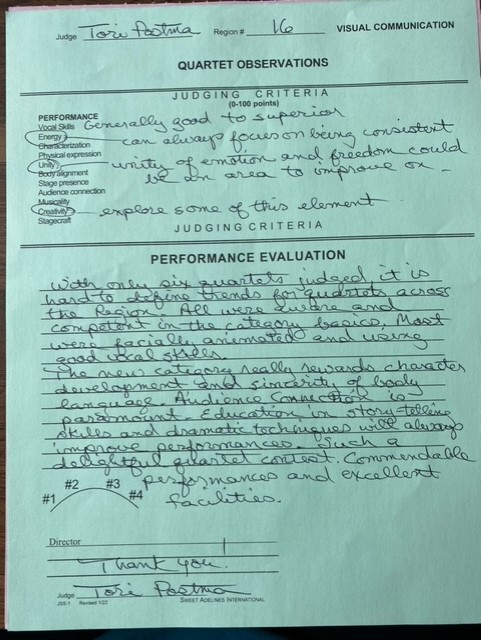 Judge Tori Postma Region # 16 VISUAL COMMUNICATION
QUARTET OBSERVATIONS
JUDGING CRITERIA
(0-100 points)
PERFORMANCE
Vocal Skills Generally good to superior
Energy can always focus on being consistent
Characterization
Physical expression
Unity unity of emotion and freedom could
Body alignment be an area to improve on -
Stage presence
Audience connection
Musicality
Creativity explore some of this element
Stagecraft
JUDGING CRITERIA
PERFORMANCE EVALUATION
With only six quartets judged it is
hard to define trends for quartets across
the Region. All were aware and
competent in the category basics. Most
were facially animated and using
good vocal skills.
The new category really rewards character
development and sincerity of body
language. Audience Connection is
paramount. Education in story-telling
skills and dramatic techniques will always
improve performances. Such a
delightful quartet contest. Commendable
performances and excellent
facilities.
#1 #2 #3 #4
Director
Thank you.
Judge Tori Postma
JSS-1 Revised 1/22 SWEET ADELINES INTERNATIONAL